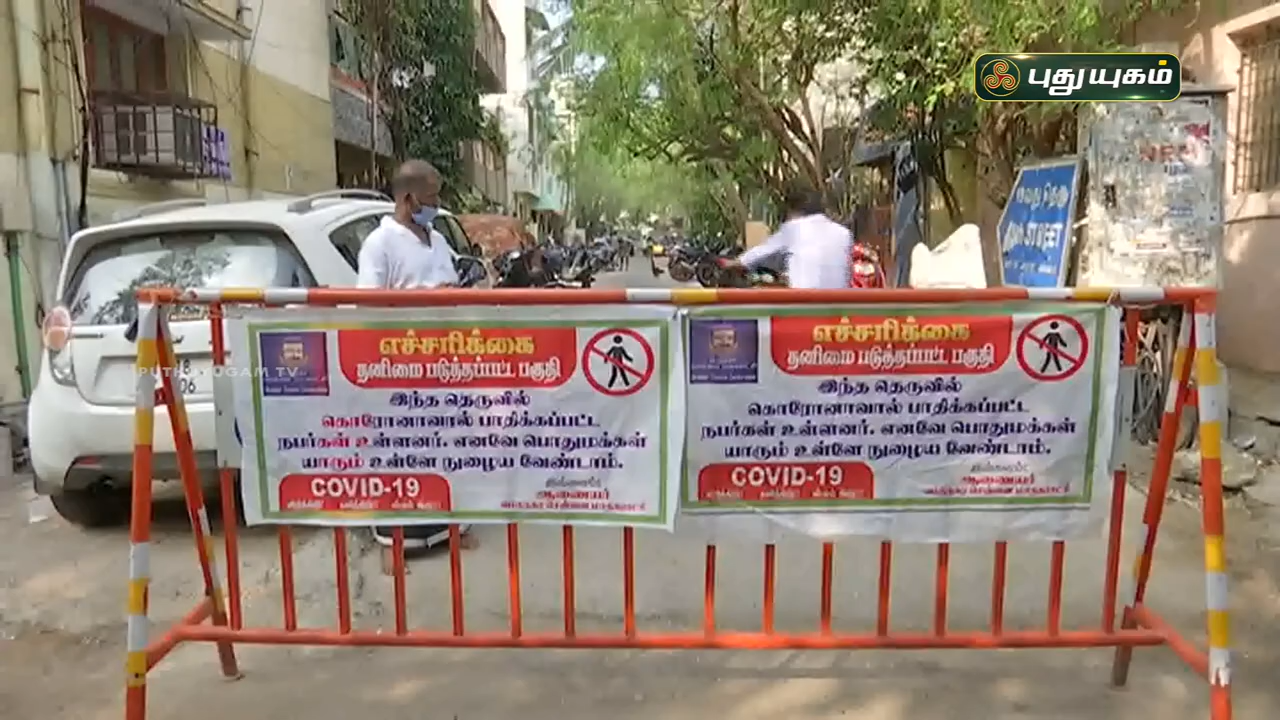 புதுயுகம்
PUTHUYUGAM TV
எச்சரிக்கை
தனிமை படுத்தப்பட்ட பகுதி
இந்த தெருவில்
கொரோனாவால் பாதிக்கப்பட்ட
நபர்கள் உள்ளனர். எனவே பொதுமக்கள்
யாரும் உள்ளே நுழைய வேண்டாம்.
COVID-19
ஆணையர்
எச்சரிக்கை
தனிமை படுத்தப்பட்ட பகுதி
இந்த தெருவில்
கொரோனாவால் பாதிக்கப்பட்ட
நபர்கள் உள்ளனர். எனவே பொதுமக்கள்
யாரும் உள்ளே நுழைய வேண்டாம்.
COVID-19
ஆணையர்